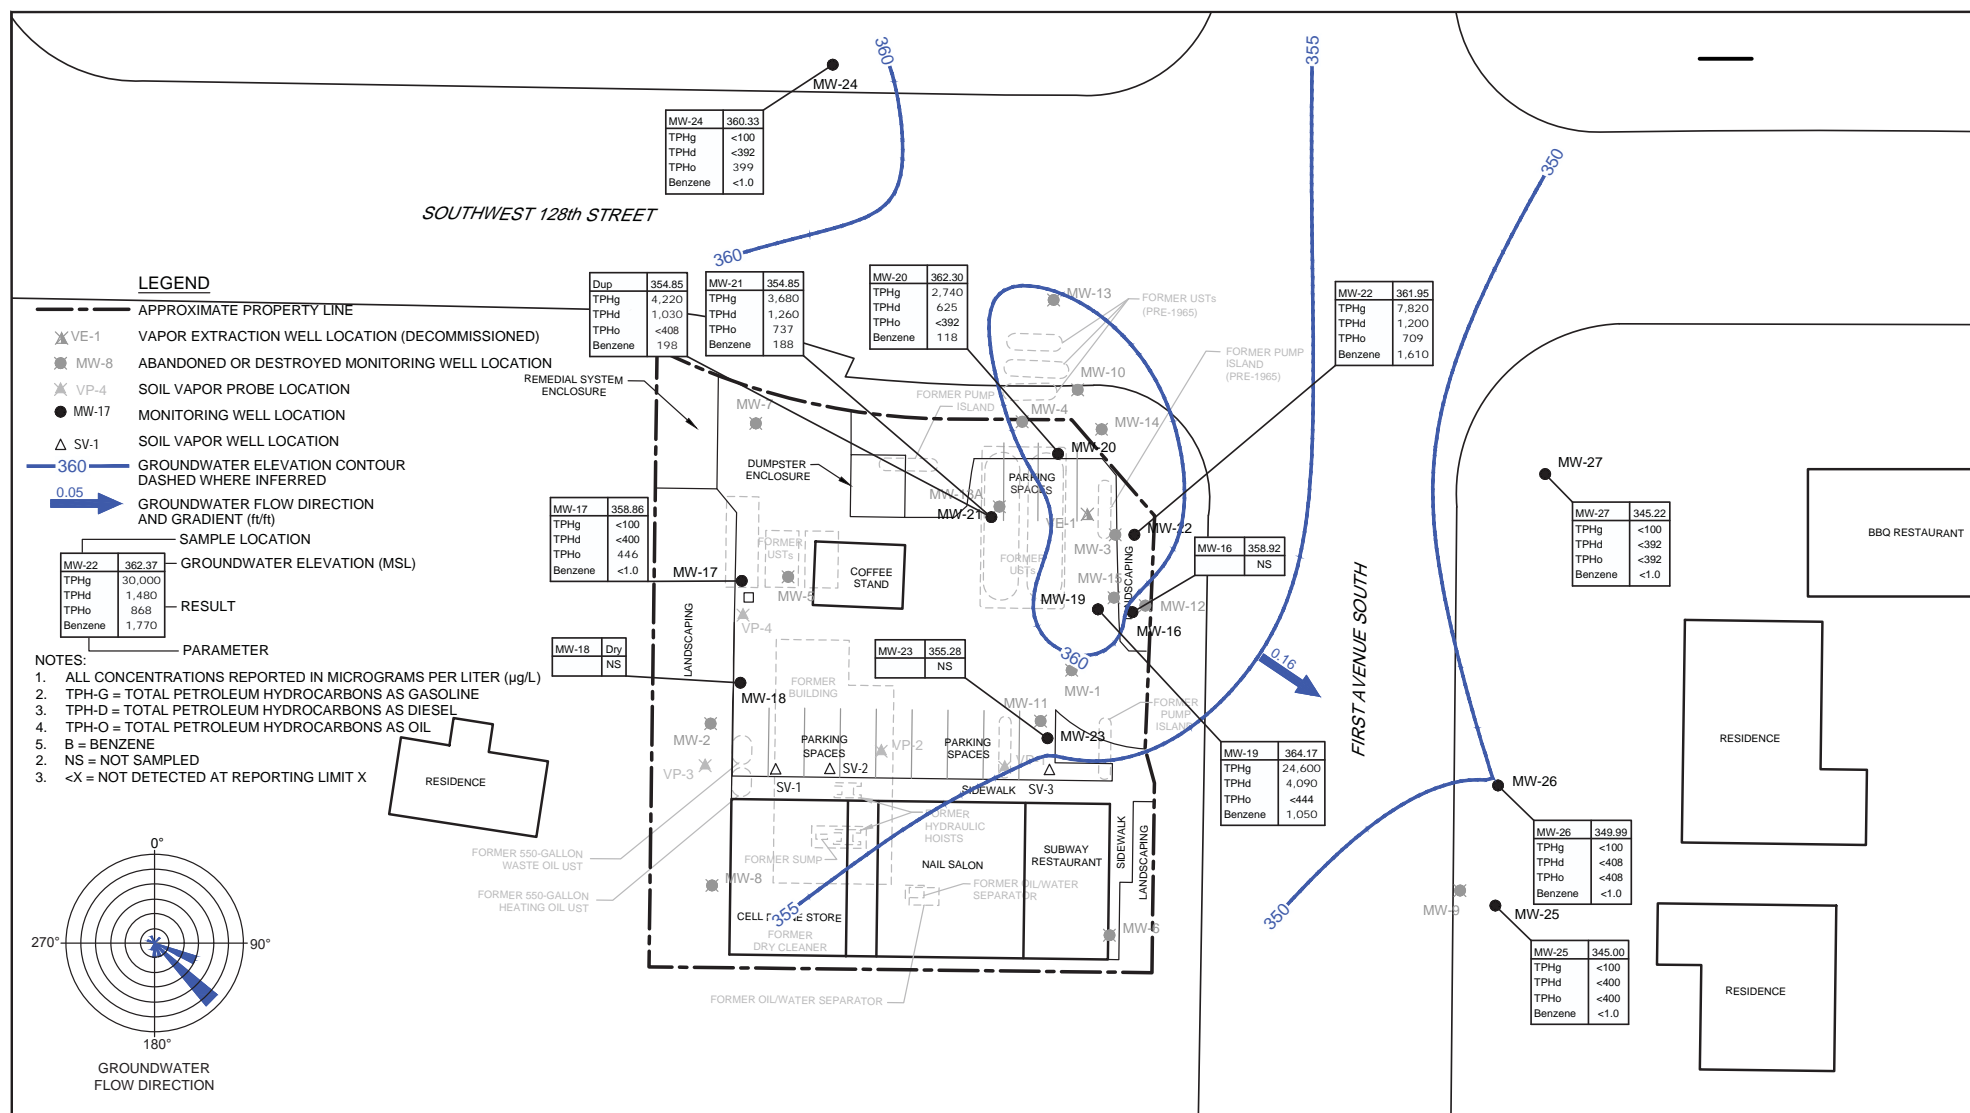 360
355
MW-24
MW-24 360.33
TPHg <100
TPHd <392
TPHo 399
Benzene <1.0
350
SOUTHWEST 128th STREET
360
LEGEND
APPROXIMATE PROPERTY LINE
VE-1 VAPOR EXTRACTION WELL LOCATION (DECOMMISSIONED)
MW-8 ABANDONED OR DESTROYED MONITORING WELL LOCATION
VP-4 SOIL VAPOR PROBE LOCATION
MW-17 MONITORING WELL LOCATION
SV-1 SOIL VAPOR WELL LOCATION
360 GROUNDWATER ELEVATION CONTOUR
DASHED WHERE INFERRED
0.05
GROUNDWATER FLOW DIRECTION
AND GRADIENT (ft/ft)
SAMPLE LOCATION
GROUNDWATER ELEVATION (MSL)
MW-22 362.37
TPHg 30,000
TPHd 1,480
TPHo 868
Benzene 1,770
RESULT
PARAMETER
NOTES:
1. ALL CONCENTRATIONS REPORTED IN MICROGRAMS PER LITER (µg/L)
2. TPH-G = TOTAL PETROLEUM HYDROCARBONS AS GASOLINE
3. TPH-D = TOTAL PETROLEUM HYDROCARBONS AS DIESEL
4. TPH-O = TOTAL PETROLEUM HYDROCARBONS AS OIL
5. B = BENZENE
2. NS = NOT SAMPLED
3. <X = NOT DETECTED AT REPORTING LIMIT X
Dup 354.85
TPHg 4,220
TPHd 1,030
TPHo <408
Benzene 198
MW-21 354.85
TPHg 3,680
TPHd 1,260
TPHo 737
Benzene 188
MW-20 362.30
TPHg 2,740
TPHd 625
TPHo <392
Benzene 118
MW-13
FORMER USTs
(PRE-1965)
MW-22 361.95
TPHg 7,820
TPHd 1,200
TPHo 709
Benzene 1,610
FORMER PUMP
ISLAND
(PRE-1965)
REMEDIAL SYSTEM
ENCLOSURE
MW-7
FORMER PUMP
ISLAND
MW-10
MW-4
MW-14
MW-20
DUMPSTER
ENCLOSURE
PARKING
SPACES
MW-13A
MW-21
VE-1
MW-22
MW-3
FORMER
USTs
FORMER
USTs
MW-17 358.86
TPHg <100
TPHd <400
TPHo 446
Benzene <1.0
MW-17
MW-5
COFFEE
STAND
VP-4
LANDSCAPING
MW-15
MW-19
LANDSCAPING
MW-12
MW-16
MW-16 358.92
NS
MW-27
MW-27 345.22
TPHg <100
TPHd <392
TPHo <392
Benzene <1.0
BBQ RESTAURANT
MW-18 Dry
NS
MW-18
MW-23 355.28
NS
360
MW-1
0.16
FIRST AVENUE SOUTH
FORMER
BUILDING
MW-2
VP-3
PARKING
SPACES
VP-2
PARKING
SPACES
MW-11
MW-23
FORMER
PUMP
ISLAND
SV-1
SV-2
SIDEWALK
SV-3
MW-19 364.17
TPHg 24,600
TPHd 4,090
TPHo <444
Benzene 1,050
MW-26
MW-26 349.99
TPHg <100
TPHd <408
TPHo <408
Benzene <1.0
RESIDENCE
RESIDENCE
FORMER
HYDRAULIC
HOISTS
FORMER SUMP
NAIL SALON
SUBWAY
RESTAURANT
SIDEWALK
LANDSCAPING
FORMER 550-GALLON
WASTE OIL UST
FORMER 550-GALLON
HEATING OIL UST
MW-8
FORMER OIL/WATER
SEPARATOR
355
CELL STORE
FORMER
DRY CLEANER
MW-6
350
MW-9
MW-25
MW-25 345.00
TPHg <100
TPHd <400
TPHo <400
Benzene <1.0
RESIDENCE
FORMER OIL/WATER SEPARATOR
0°
90°
180°
270°
GROUNDWATER
FLOW DIRECTION